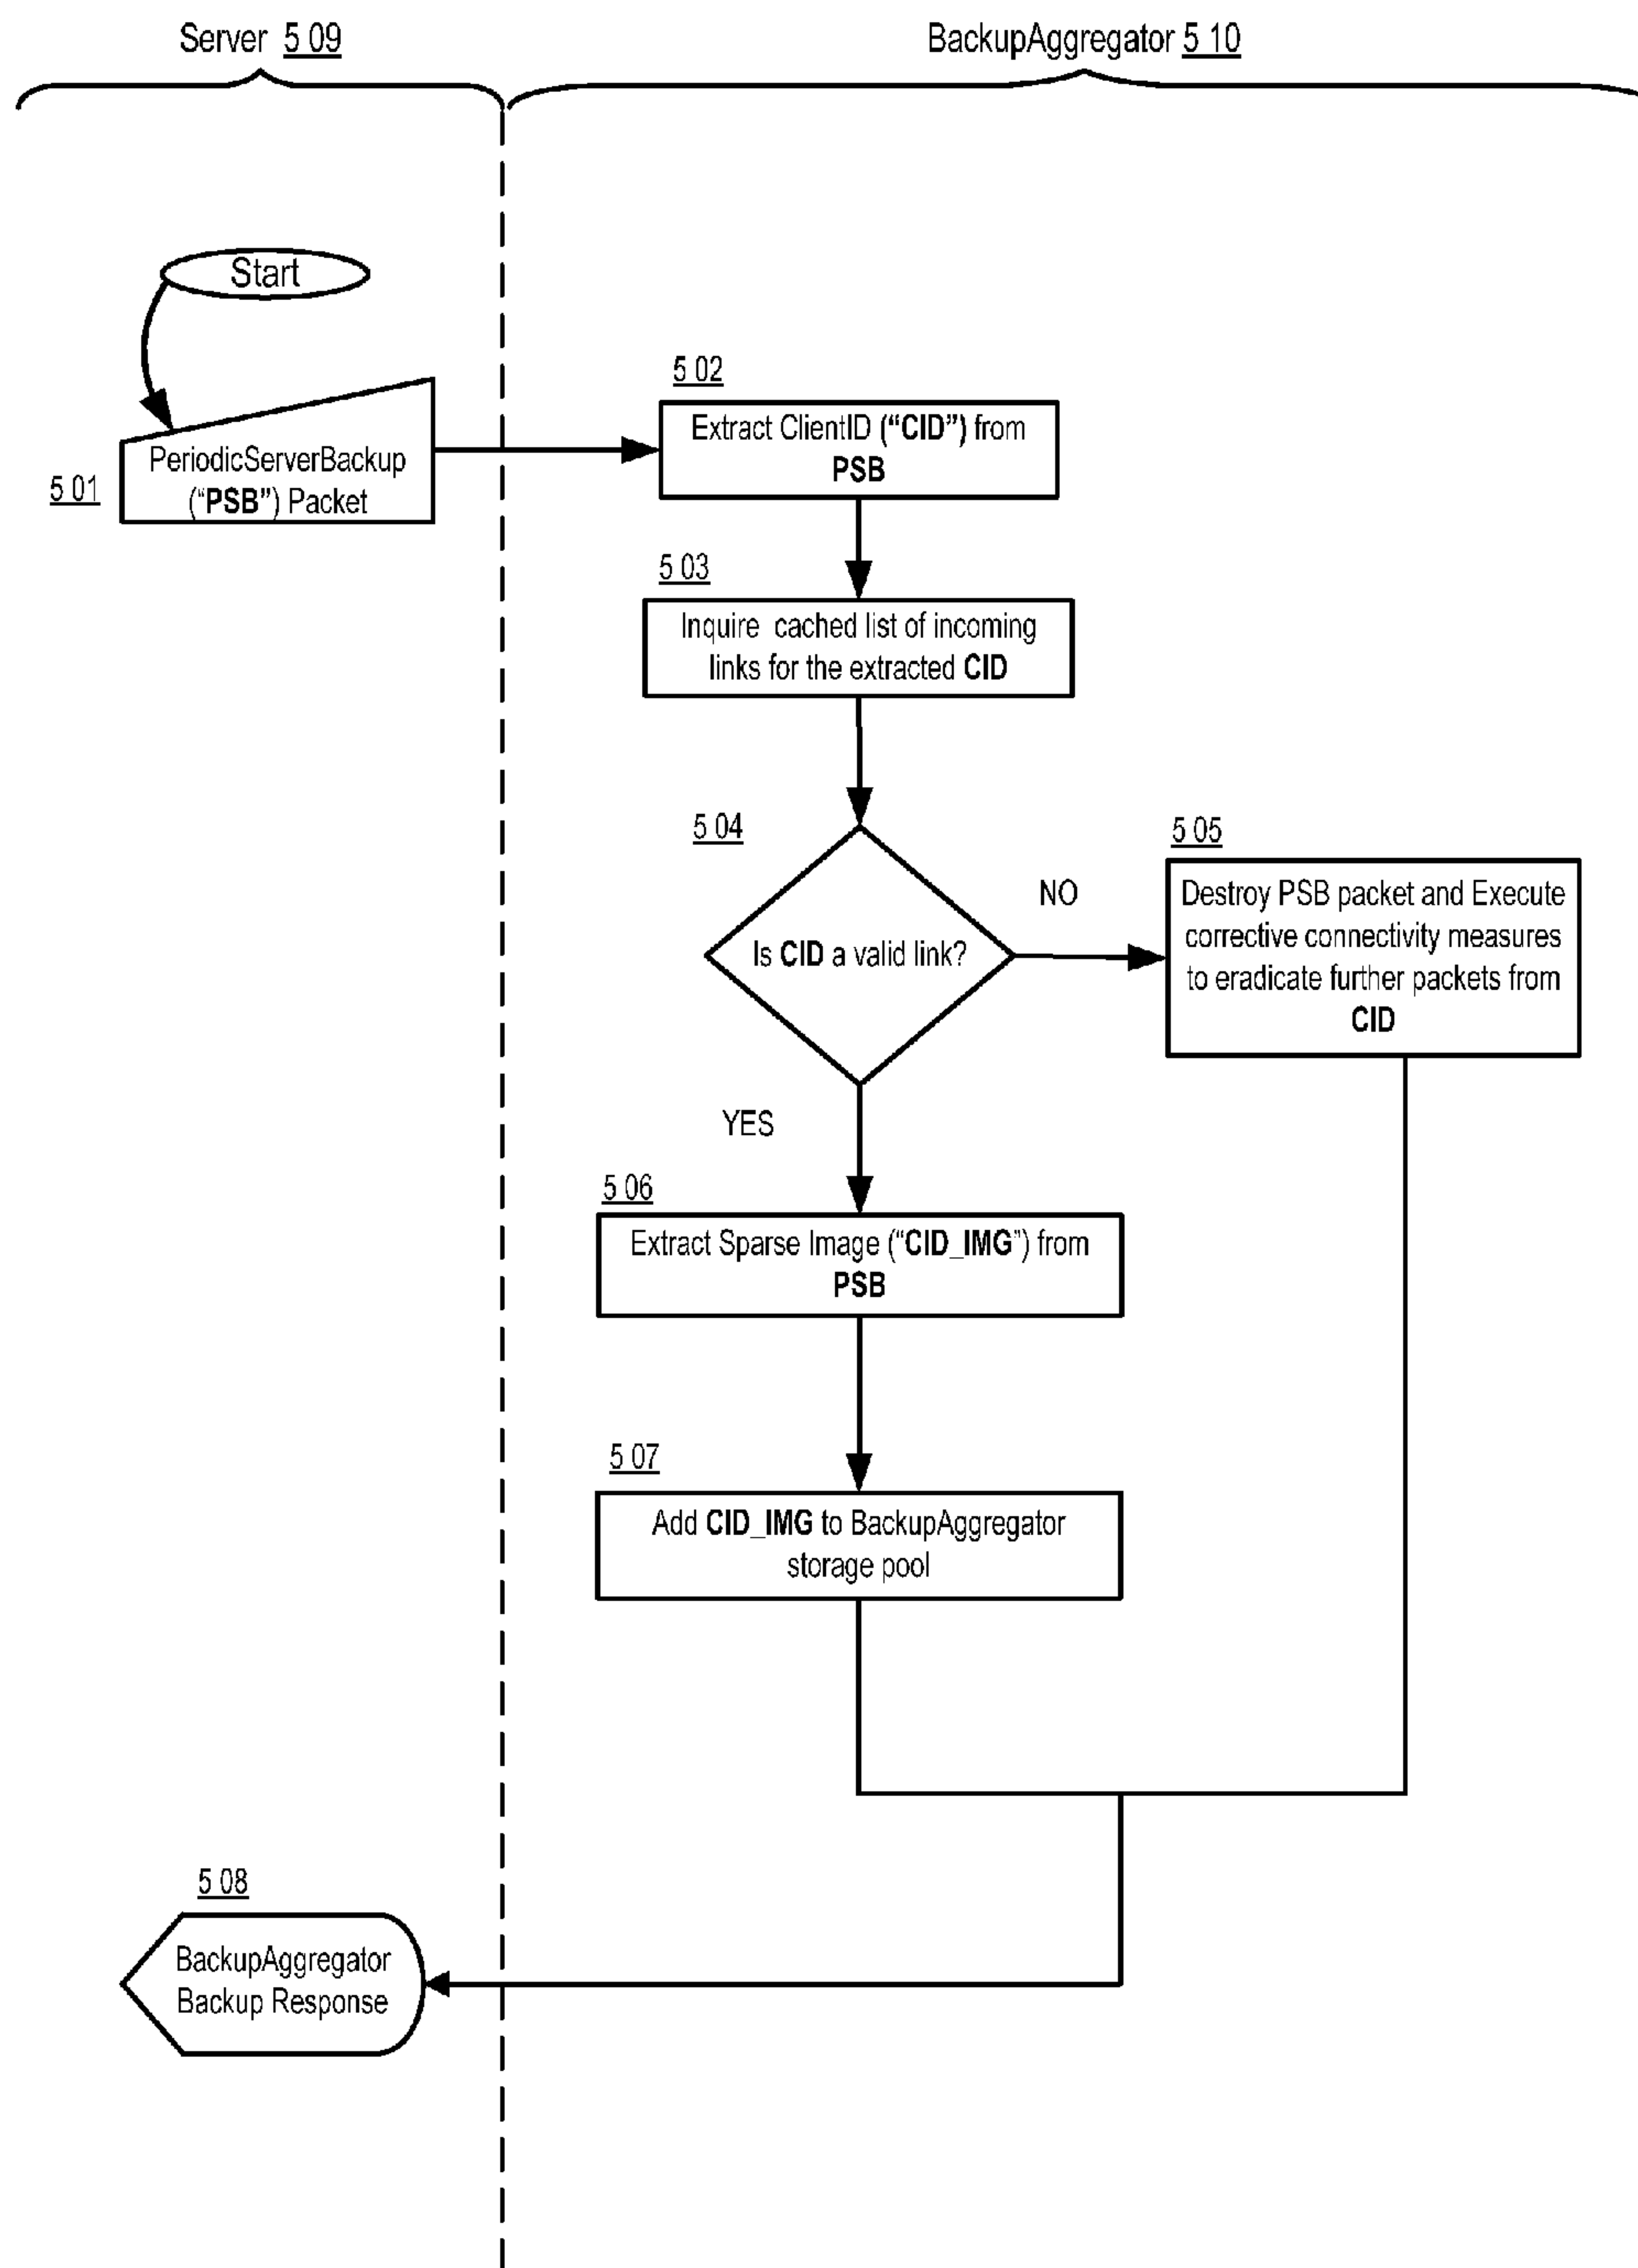 Server 5 09
BackupAggregator 5 10
Start
5 01
PeriodicServerBackup
(“PSB”) Packet
5 02
Extract ClientID (“CID”) from
PSB
5 03
Inquire cached list of incoming
links for the extracted CID
5 04
Is CID a valid link?
NO
5 05
Destroy PSB packet and Execute
corrective connectivity measures
to eradicate further packets from
CID
YES
5 06
Extract Sparse Image (“CID_IMG”) from
PSB
5 07
Add CID_IMG to BackupAggregator
storage pool
5 08
BackupAggregator
Backup Response